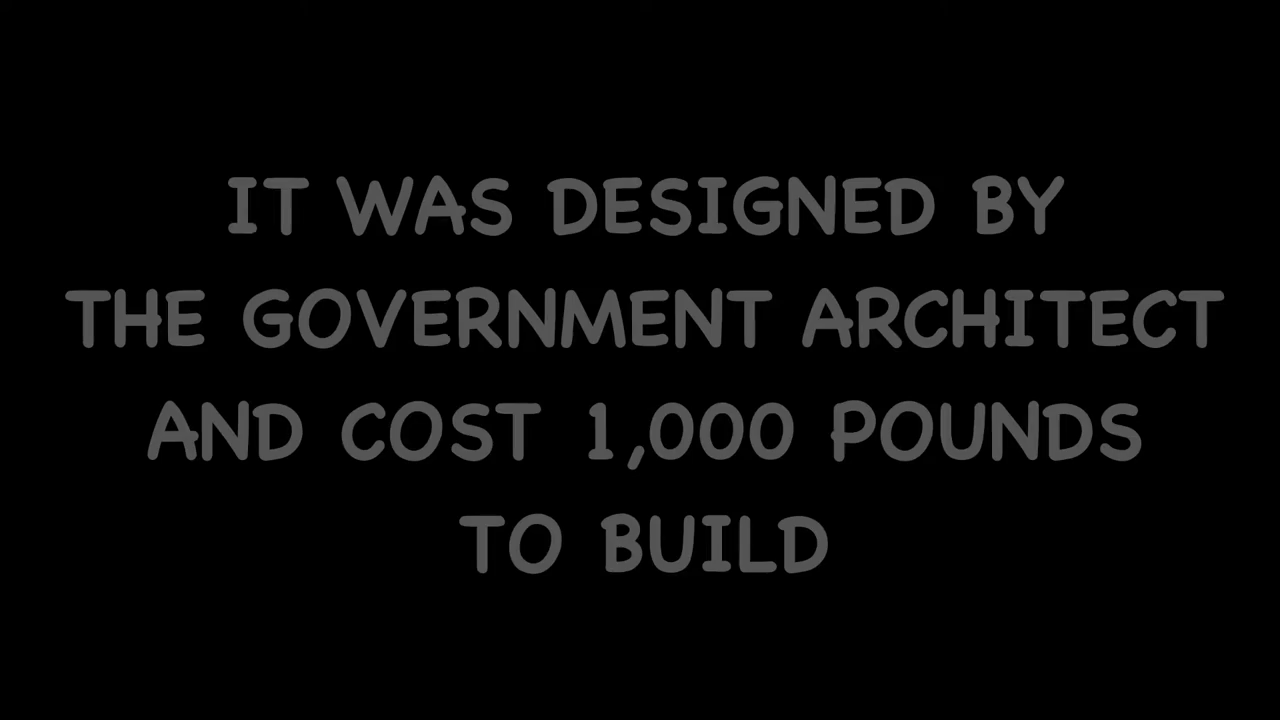 IT WAS DESIGNED BY
THE GOVERNMENT ARCHITECT
AND COST 1,000 POUNDS
TO BUILD